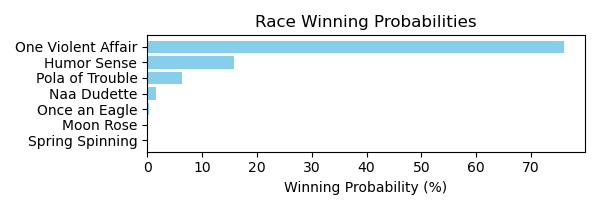 Race Winning Probabilities
One Violent Affair
Humor Sense
Pola of Trouble
Naa Dudette
Once an Eagle
Moon Rose
Spring Spinning
0 10 20 30 40 50 60 70
Winning Probability (%)